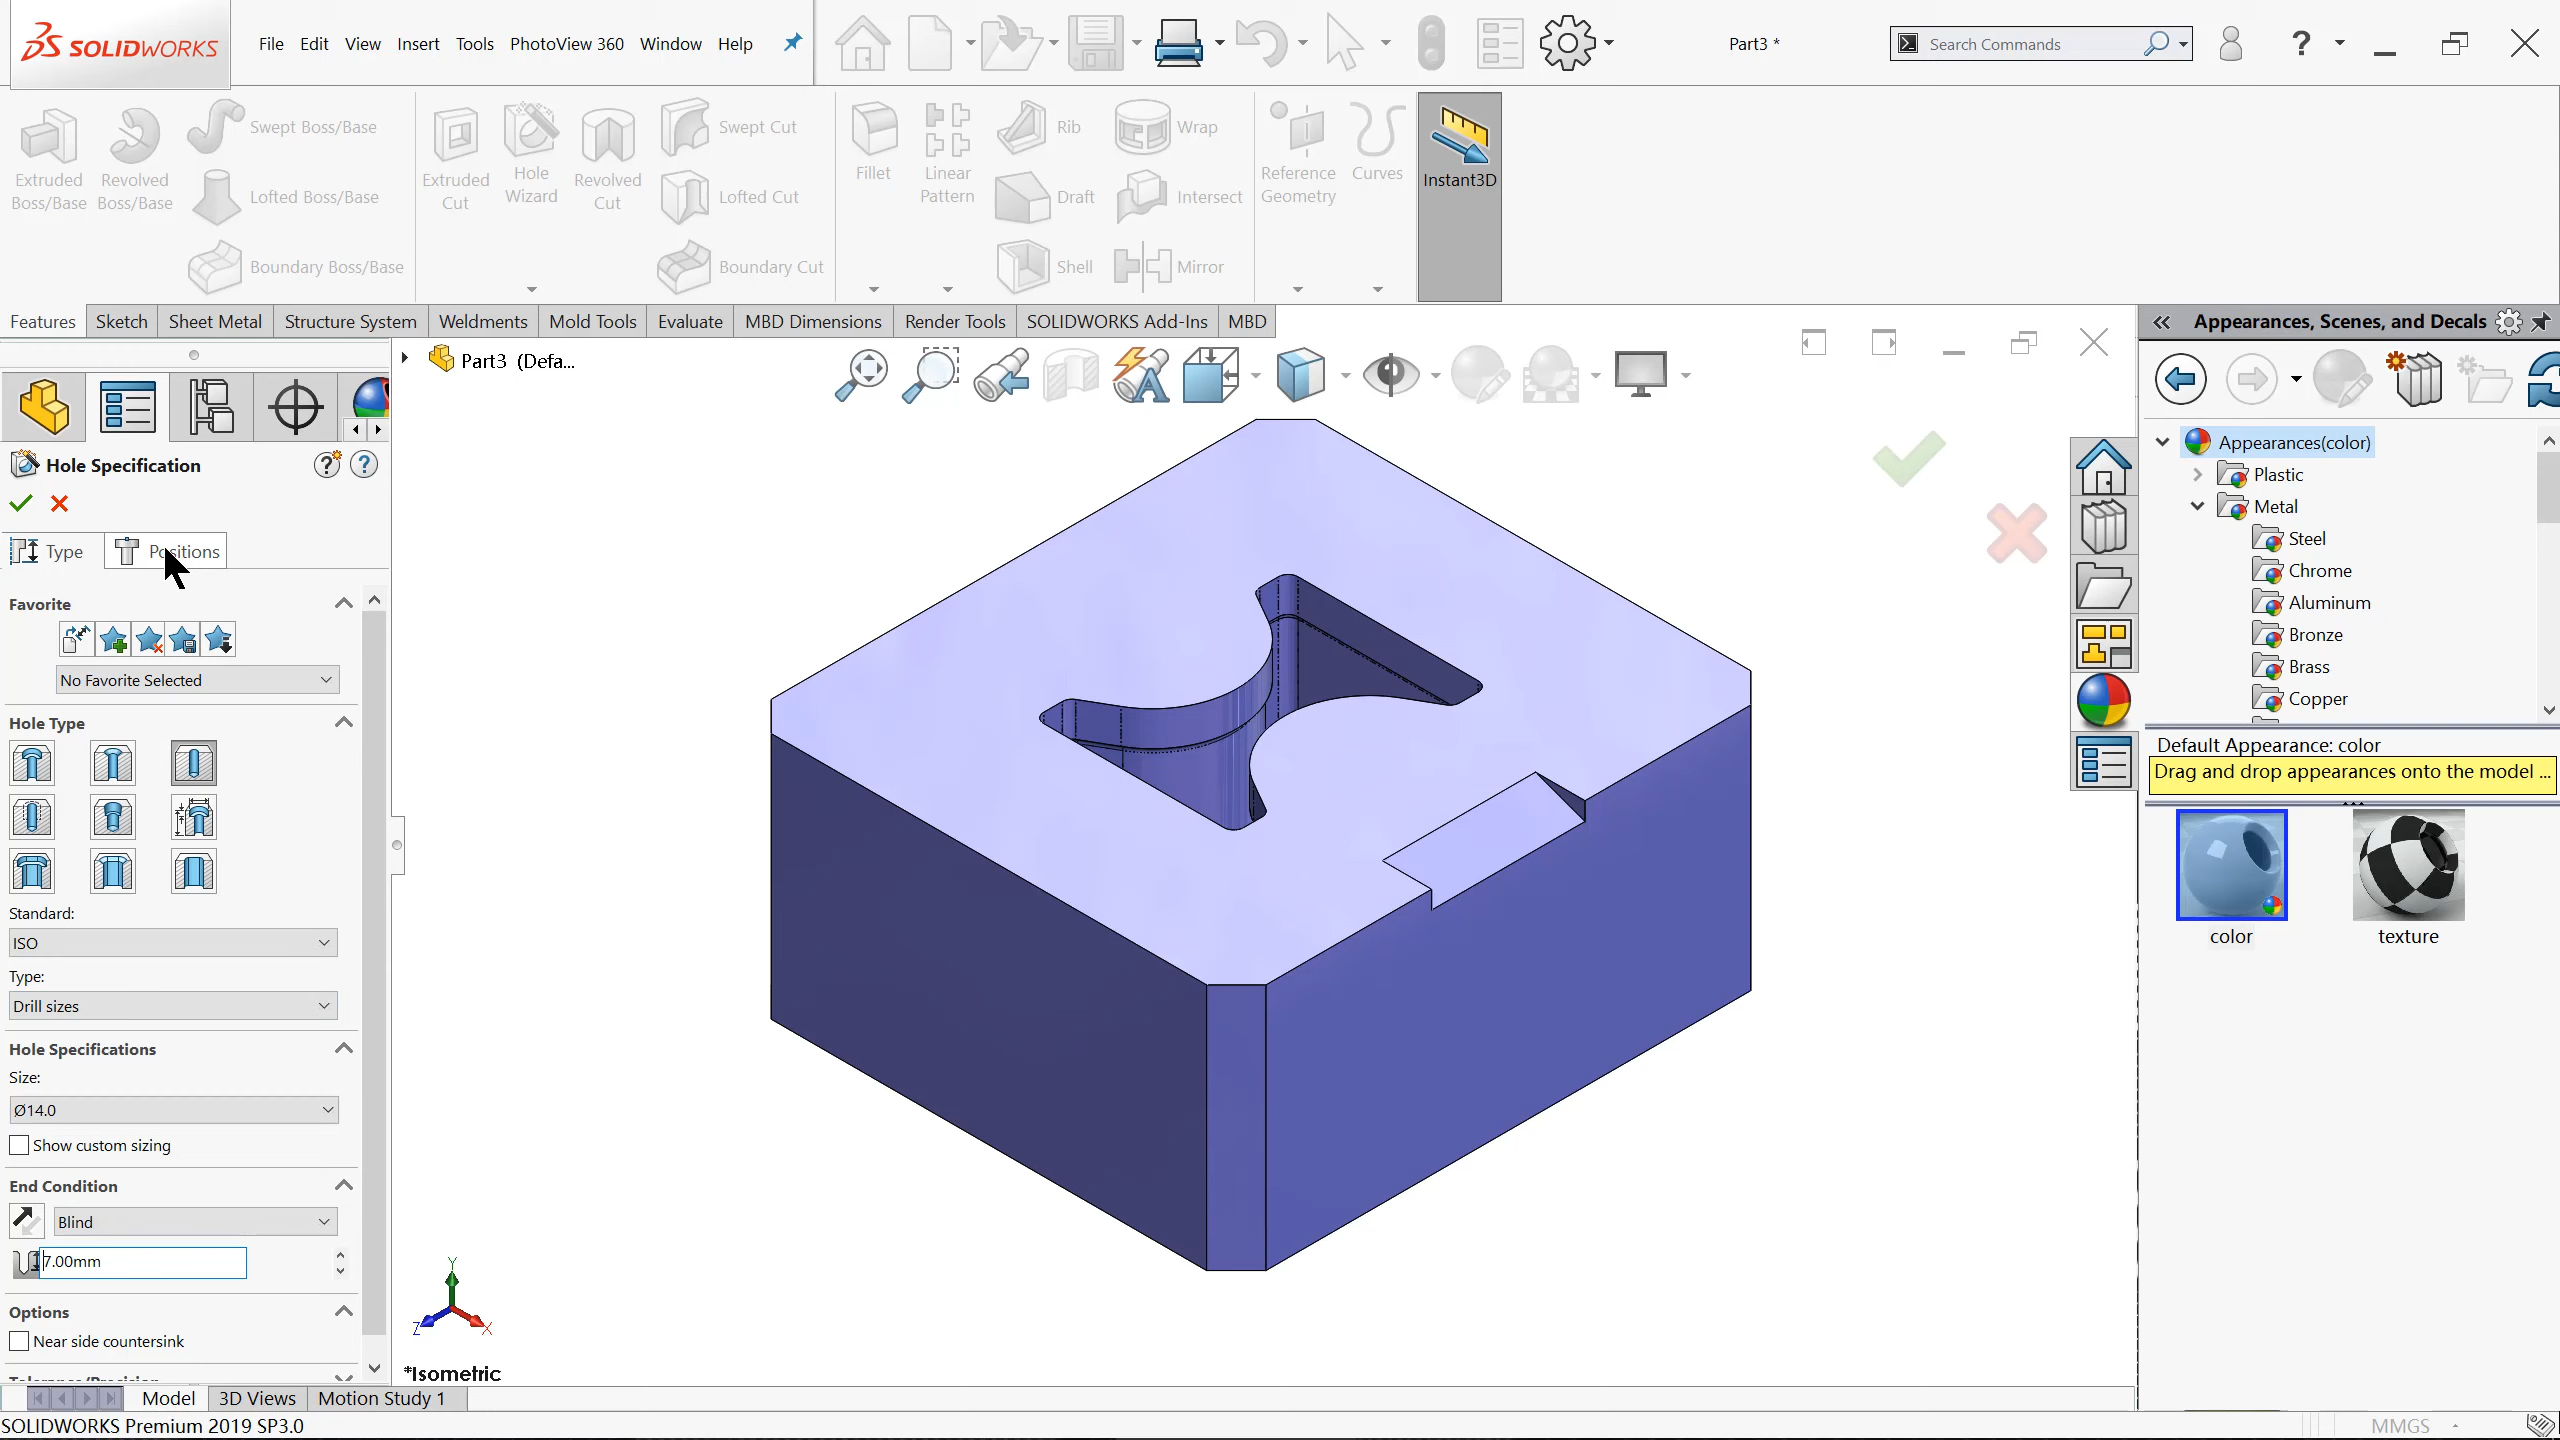 SOLIDWORKS
File Edit View Insert Tools PhotoView 360 Window Help
Part3 *
Search Commands
?
Extruded Boss/Base
Revolved Boss/Base
Swept Boss/Base
Lofted Boss/Base
Boundary Boss/Base
Extruded Cut
Hole Wizard
Revolved Cut
Swept Cut
Lofted Cut
Boundary Cut
Fillet
Linear Pattern
Rib
Draft
Shell
Wrap
Intersect
Mirror
Reference Geometry
Curves
Instant3D
Features Sketch Sheet Metal Structure System Weldments Mold Tools Evaluate MBD Dimensions Render Tools SOLIDWORKS Add-Ins MBD
Part3 (Defa...
Hole Specification
Type
Positions
Favorite
No Favorite Selected
Hole Type
Standard:
ISO
Type:
Drill sizes
Hole Specifications
Size:
Ø14.0
Show custom sizing
End Condition
Blind
7.00mm
Options
Near side countersink
Tolerance/Precision
Y
Z
X
*Isometric
Model 3D Views Motion Study 1
SOLIDWORKS Premium 2019 SP3.0
MMGS
Appearances, Scenes, and Decals
Appearances(color)
Plastic
Metal
Steel
Chrome
Aluminum
Bronze
Brass
Copper
Default Appearance: color
Drag and drop appearances onto the model ...
color
texture